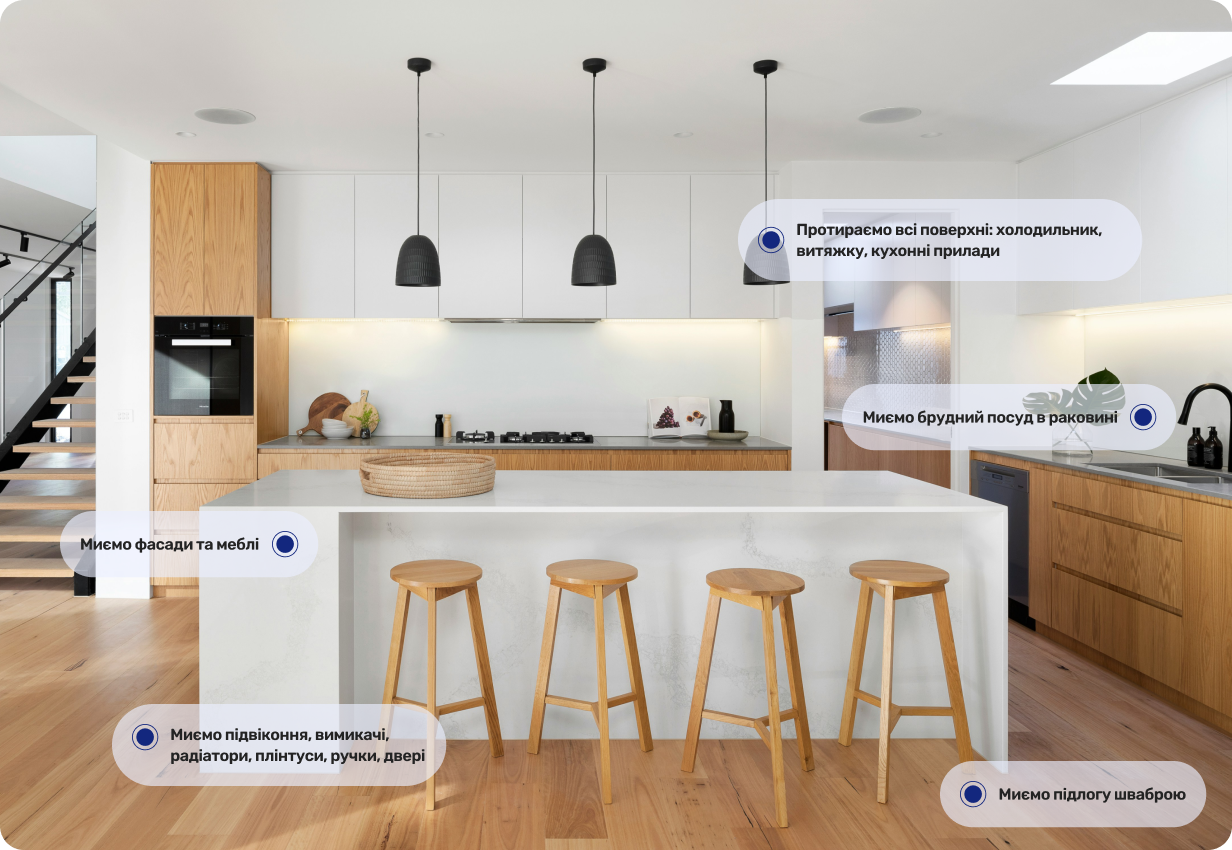 Протираємо всі поверхні: холодильник,
витяжку, кухонні прилади
Миємо брудний посуд в раковині
Миємо фасади та меблі
Миємо підвіконня, вимикачі,
радіатори, плінтуси, ручки, двері
Миємо підлогу шваброю